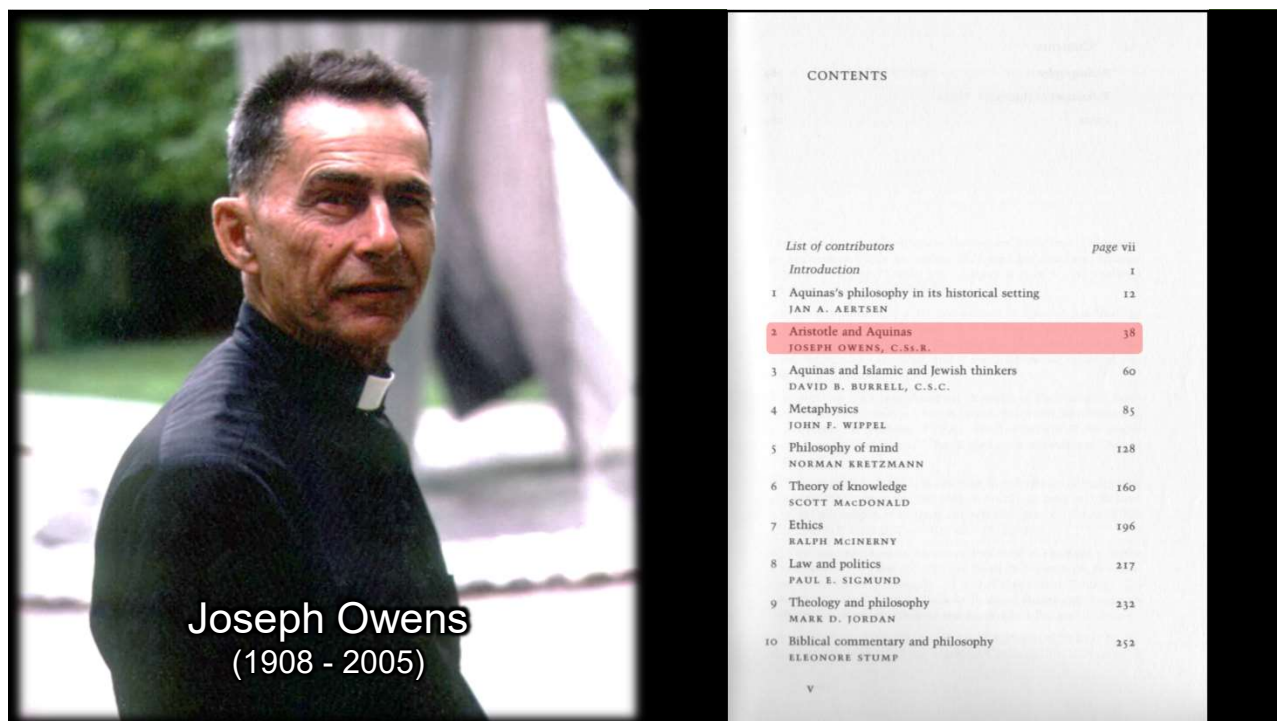 Joseph Owens
(1908 - 2005)
CONTENTS
List of contributors page vii
Introduction 1
1 Aquinas's philosophy in its historical setting 12
JAN A. AERTSEN
2 Aristotle and Aquinas 38
JOSEPH OWENS, C.Ss.R.
3 Aquinas and Islamic and Jewish thinkers 60
DAVID B. BURRELL, C.S.C.
4 Metaphysics 85
JOHN F. WIPPEL
5 Philosophy of mind 128
NORMAN KRETZMANN
6 Theory of knowledge 160
SCOTT MacDONALD
7 Ethics 196
RALPH McINERNY
8 Law and politics 217
PAUL E. SIGMUND
9 Theology and philosophy 232
MARK D. JORDAN
10 Biblical commentary and philosophy 252
ELEONORE STUMP
V